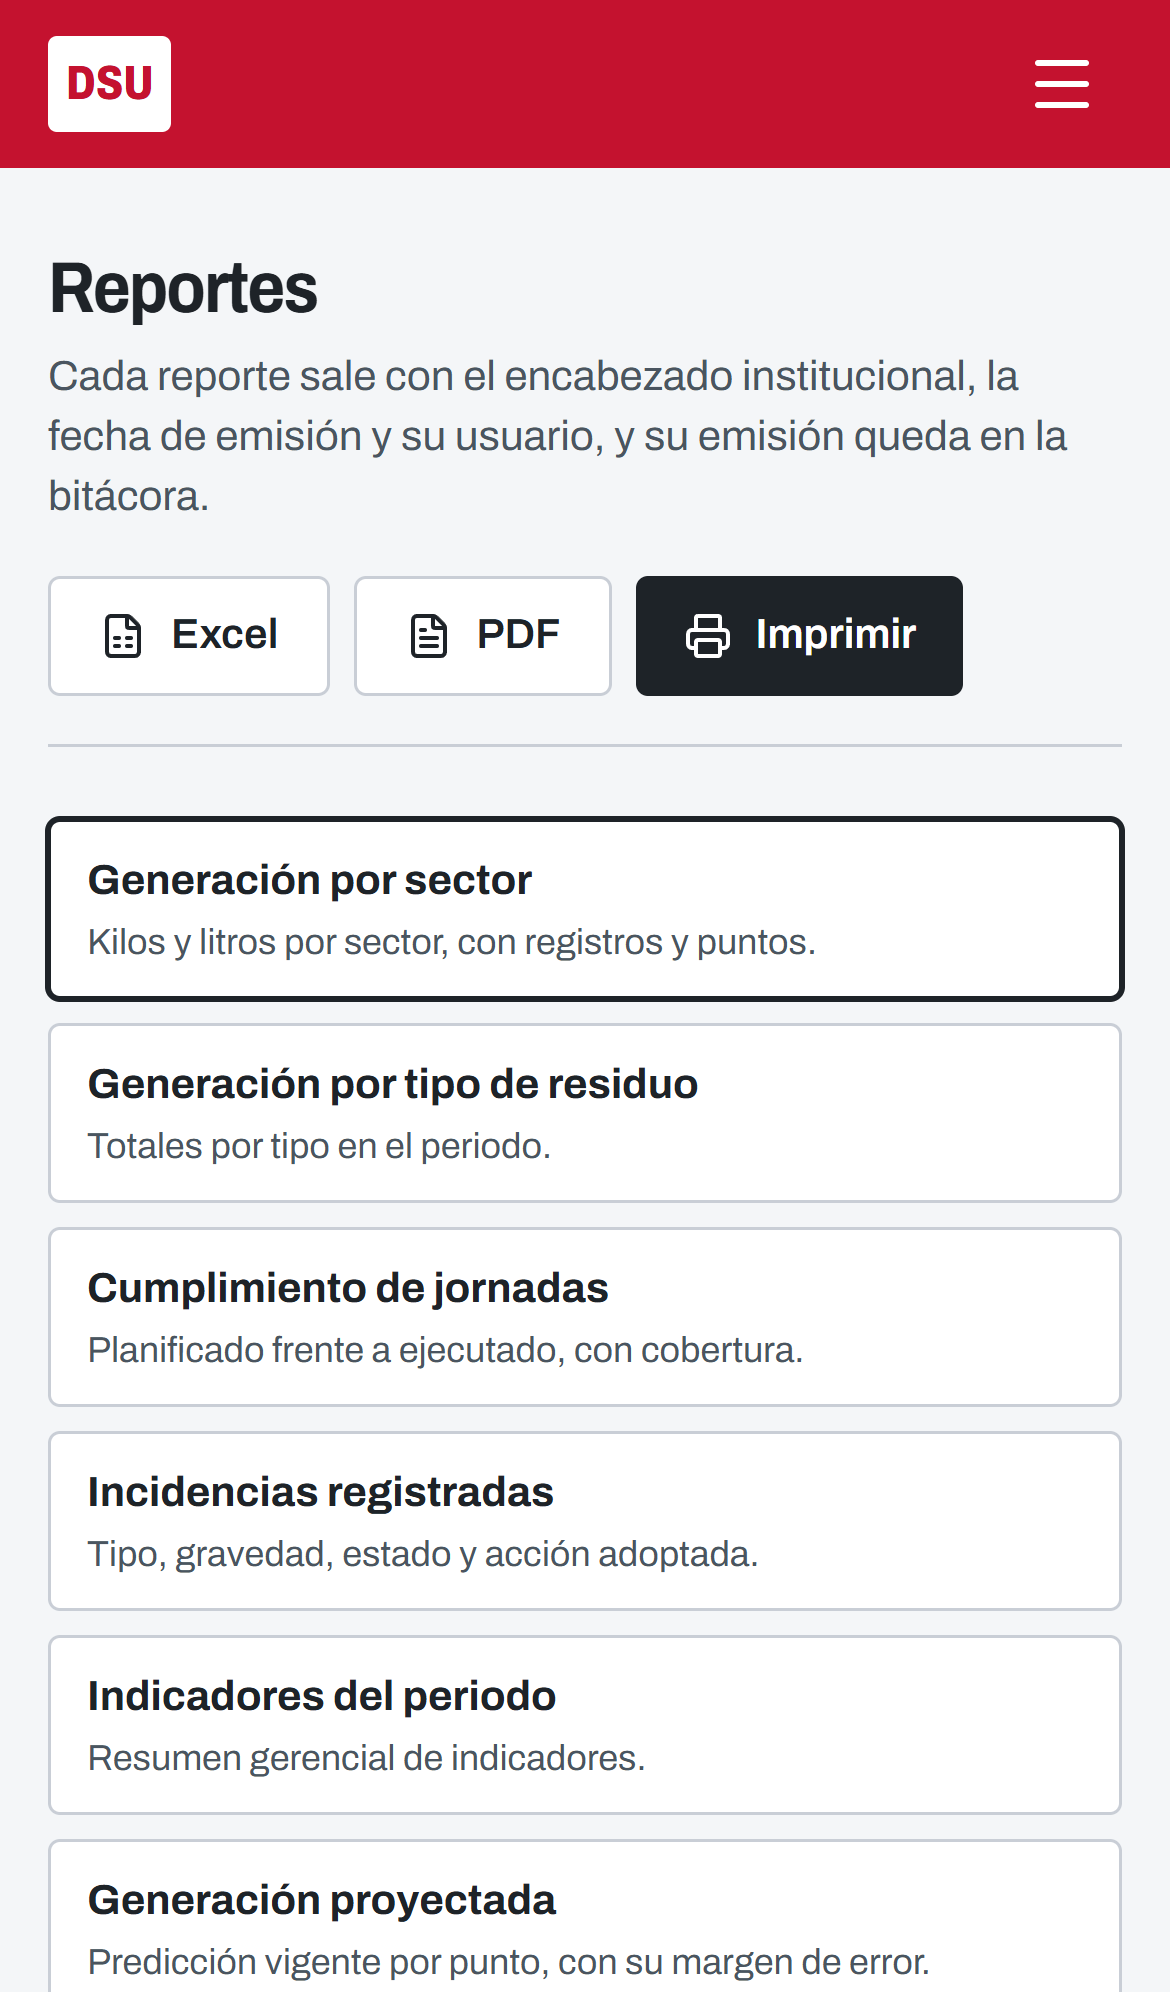 DSU
Reportes
Cada reporte sale con el encabezado institucional, la
fecha de emisión y su usuario, y su emisión queda en la
bitácora.
Excel
PDF
Imprimir
Generación por sector
Kilos y litros por sector, con registros y puntos.
Generación por tipo de residuo
Totales por tipo en el periodo.
Cumplimiento de jornadas
Planificado frente a ejecutado, con cobertura.
Incidencias registradas
Tipo, gravedad, estado y acción adoptada.
Indicadores del periodo
Resumen gerencial de indicadores.
Generación proyectada
Predicción vigente por punto, con su margen de error.